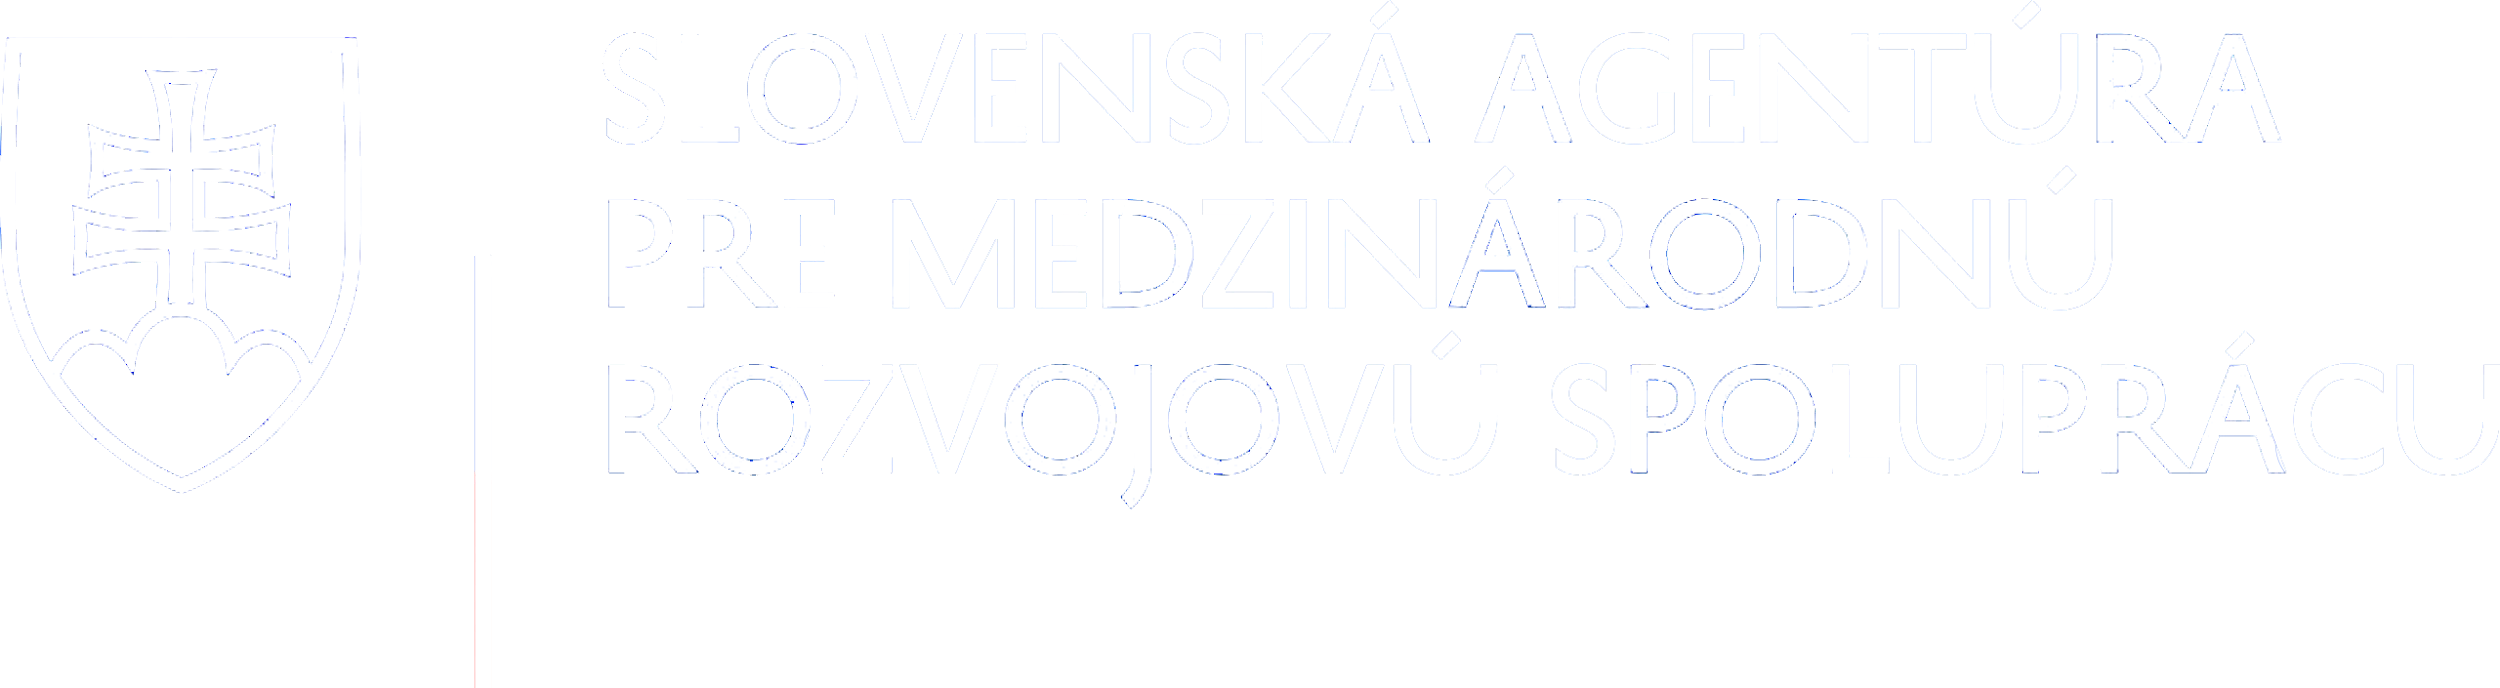 SLOVENSKÁ AGENTÚRA
PRE MEDZINÁRODNÚ
ROZVOJOVÚ SPOLUPRÁCU